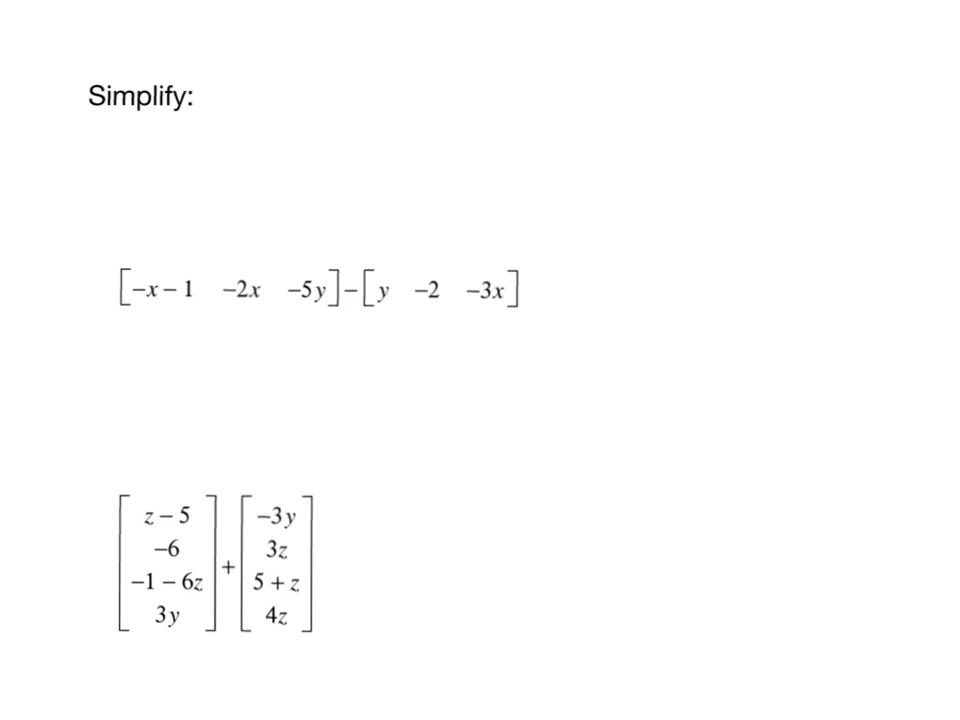 Simplify:
[−x − 1 −2x −5y] − [y −2 −3x]
[z − 5] [−3y]
[−6] [3z]
[−1 − 6z] + [5 + z]
[3y] [4z]